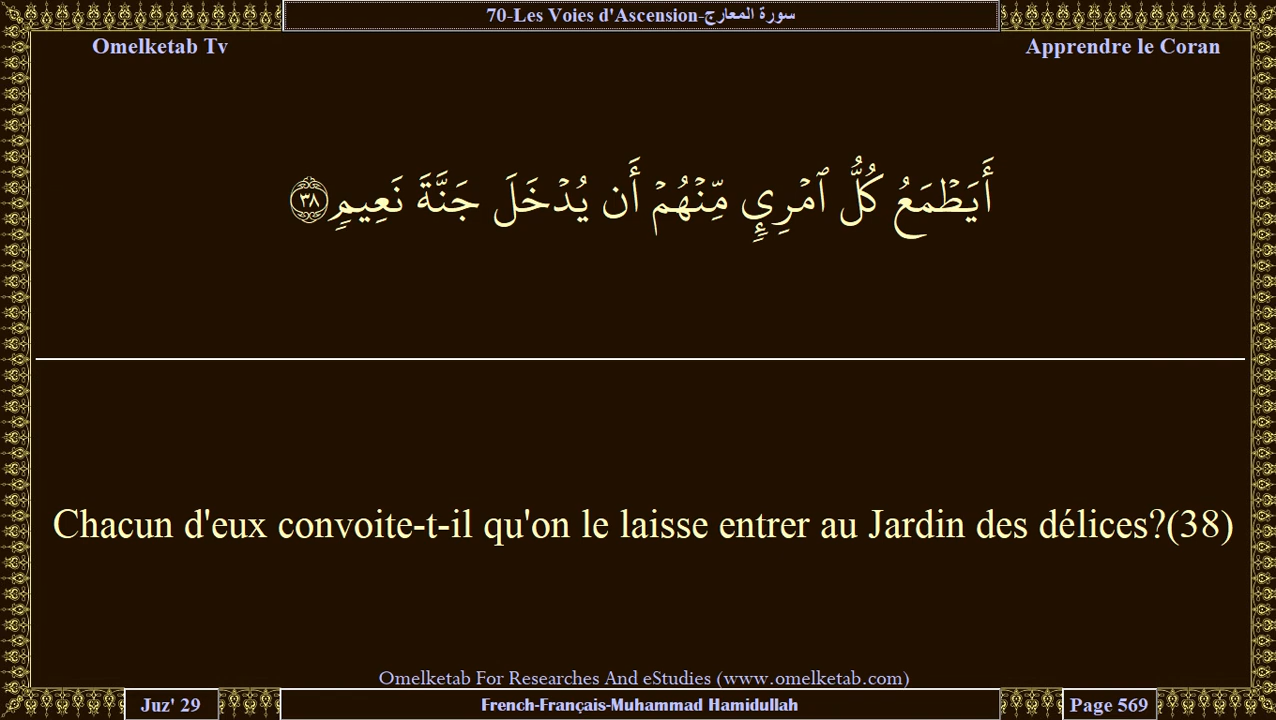 70-Les Voies d'Ascension-سورة المعارج
Omelketab Tv
Apprendre le Coran
أَيَطۡمَعُ كُلُّ ٱمۡرِيٕٖ مِّنۡهُمۡ أَن يُدۡخَلَ جَنَّةَ نَعِيمٖ ٣٨
Chacun d'eux convoite-t-il qu'on le laisse entrer au Jardin des délices?(38)
Omelketab For Researches And eStudies (www.omelketab.com)
Juz' 29
French-Français-Muhammad Hamidullah
Page 569